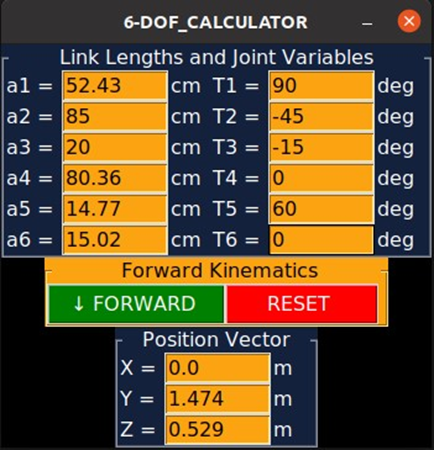 6-DOF_CALCULATOR
Link Lengths and Joint Variables
a1 = 52.43 cm T1 = 90 deg
a2 = 85 cm T2 = -45 deg
a3 = 20 cm T3 = -15 deg
a4 = 80.36 cm T4 = 0 deg
a5 = 14.77 cm T5 = 60 deg
a6 = 15.02 cm T6 = 0 deg
Forward Kinematics
↓ FORWARD RESET
Position Vector
X = 0.0 m
Y = 1.474 m
Z = 0.529 m